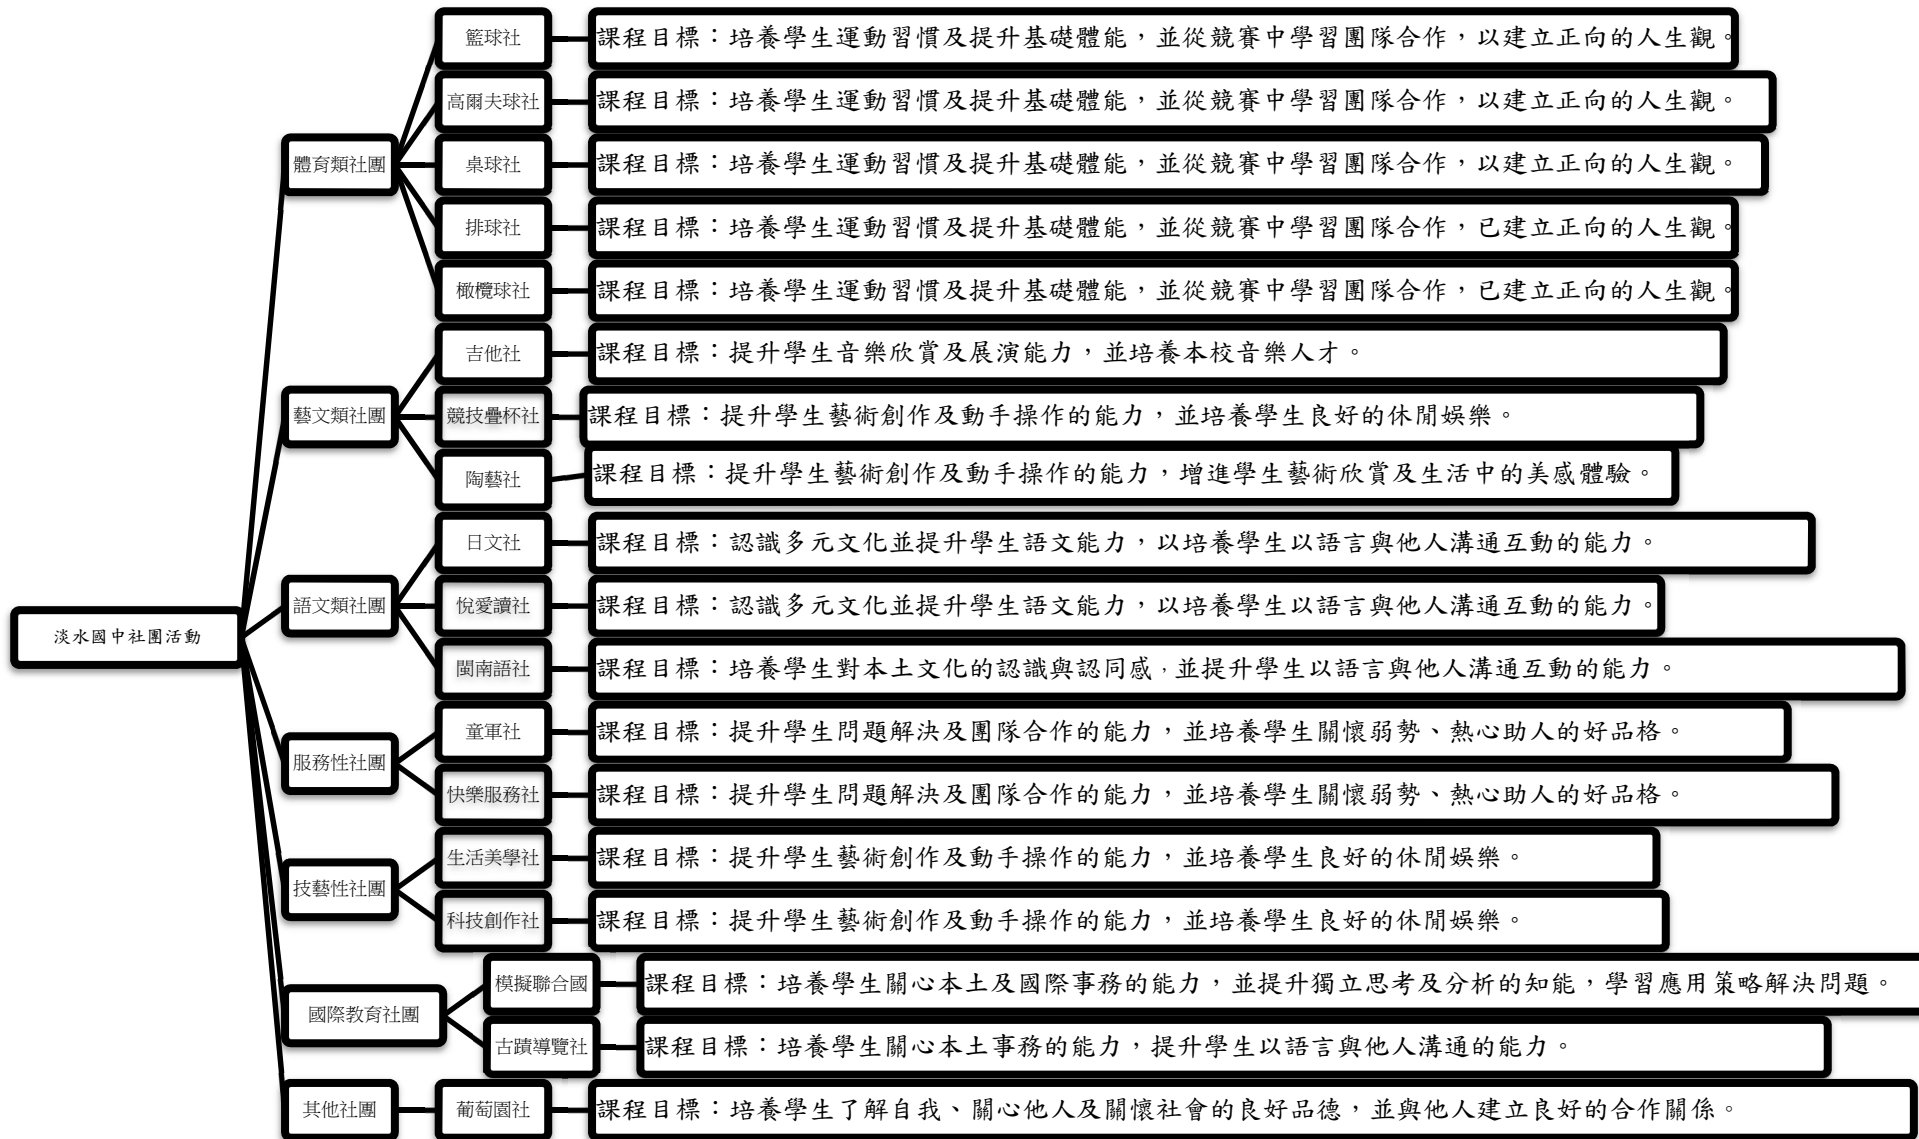 淡水國中社團活動
體育類社團
籃球社
課程目標：培養學生運動習慣及提升基礎體能，並從競賽中學習團隊合作，以建立正向的人生觀。
高爾夫球社
課程目標：培養學生運動習慣及提升基礎體能，並從競賽中學習團隊合作，以建立正向的人生觀。
桌球社
課程目標：培養學生運動習慣及提升基礎體能，並從競賽中學習團隊合作，以建立正向的人生觀。
排球社
課程目標：培養學生運動習慣及提升基礎體能，並從競賽中學習團隊合作，已建立正向的人生觀。
橄欖球社
課程目標：培養學生運動習慣及提升基礎體能，並從競賽中學習團隊合作，已建立正向的人生觀。
藝文類社團
吉他社
課程目標：提升學生音樂欣賞及展演能力，並培養本校音樂人才。
競技疊杯社
課程目標：提升學生藝術創作及動手操作的能力，並培養學生良好的休閒娛樂。
陶藝社
課程目標：提升學生藝術創作及動手操作的能力，增進學生藝術欣賞及生活中的美感體驗。
語文類社團
日文社
課程目標：認識多元文化並提升學生語文能力，以培養學生以語言與他人溝通互動的能力。
悅愛讀社
課程目標：認識多元文化並提升學生語文能力，以培養學生以語言與他人溝通互動的能力。
閩南語社
課程目標：培養學生對本土文化的認識與認同感，並提升學生以語言與他人溝通互動的能力。
服務性社團
童軍社
課程目標：提升學生問題解決及團隊合作的能力，並培養學生關懷弱勢、熱心助人的好品格。
快樂服務社
課程目標：提升學生問題解決及團隊合作的能力，並培養學生關懷弱勢、熱心助人的好品格。
技藝性社團
生活美學社
課程目標：提升學生藝術創作及動手操作的能力，並培養學生良好的休閒娛樂。
科技創作社
課程目標：提升學生藝術創作及動手操作的能力，並培養學生良好的休閒娛樂。
國際教育社團
模擬聯合國
課程目標：培養學生關心本土及國際事務的能力，並提升獨立思考及分析的知能，學習應用策略解決問題。
古蹟導覽社
課程目標：培養學生關心本土事務的能力，提升學生以語言與他人溝通的能力。
其他社團
葡萄園社
課程目標：培養學生了解自我、關心他人及關懷社會的良好品德，並與他人建立良好的合作關係。